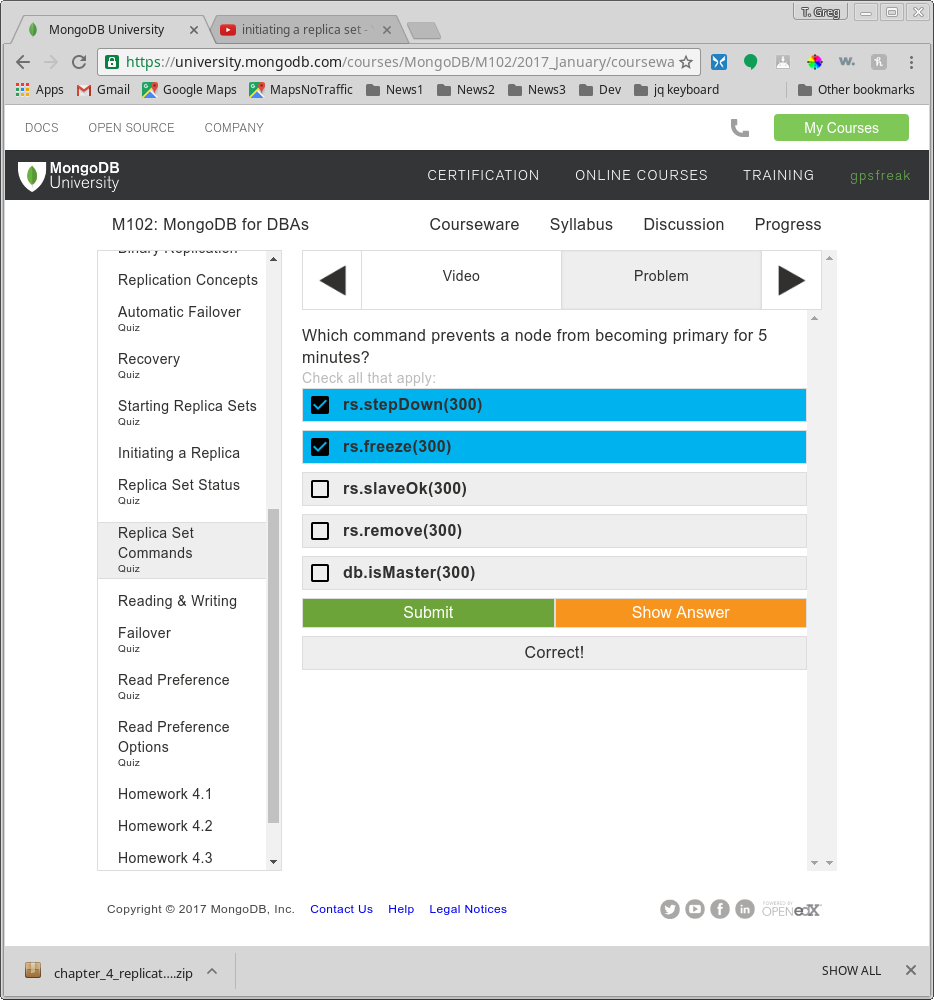 T. Greg
MongoDB University
initiating a replica set -
https://university.mongodb.com/courses/MongoDB/M102/2017_January/coursewa
Apps Gmail Google Maps MapsNoTraffic News1 News2 News3 Dev jq keyboard Other bookmarks
DOCS OPEN SOURCE COMPANY My Courses
MongoDB
University
CERTIFICATION ONLINE COURSES TRAINING gpsfreak
M102: MongoDB for DBAs Courseware Syllabus Discussion Progress
Binary Replication
Replication Concepts
Automatic Failover
Quiz
Recovery
Quiz
Starting Replica Sets
Quiz
Initiating a Replica
Replica Set Status
Quiz
Replica Set
Commands
Quiz
Reading & Writing
Failover
Quiz
Read Preference
Quiz
Read Preference
Options
Quiz
Homework 4.1
Homework 4.2
Homework 4.3
Video Problem
Which command prevents a node from becoming primary for 5
minutes?
Check all that apply:
rs.stepDown(300)
rs.freeze(300)
rs.slaveOk(300)
rs.remove(300)
db.isMaster(300)
Submit Show Answer
Correct!
Copyright © 2017 MongoDB, Inc. Contact Us Help Legal Notices
POWERED BY
OPEN edX
chapter_4_replicat....zip SHOW ALL